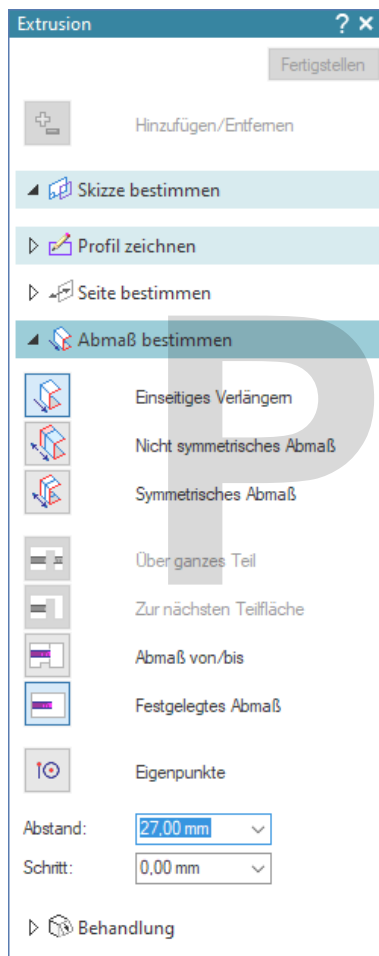 Extrusion ? ×
Fertigstellen
Hinzufügen/Entfernen
Skizze bestimmen
Profil zeichnen
Seite bestimmen
Abmaß bestimmen
Einseitiges Verlängern
Nicht symmetrisches Abmaß
Symmetrisches Abmaß
Über ganzes Teil
Zur nächsten Teilfläche
Abmaß von/bis
Festgelegtes Abmaß
Eigenpunkte
Abstand: 27,00 mm
Schritt: 0,00 mm
Behandlung
P